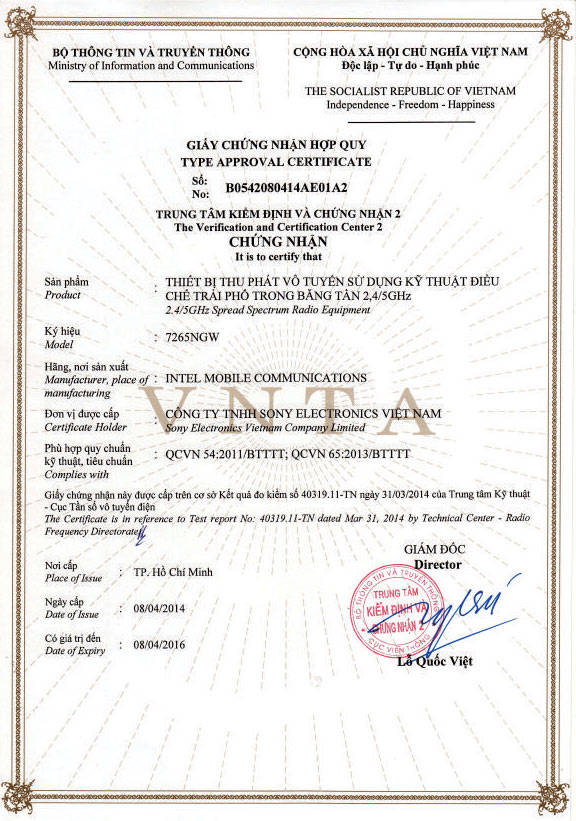 BỘ THÔNG TIN VÀ TRUYỀN THÔNG
Ministry of Information and Communications
CỘNG HÒA XÃ HỘI CHỦ NGHĨA VIỆT NAM
Độc lập - Tự do - Hạnh phúc
THE SOCIALIST REPUBLIC OF VIETNAM
Independence - Freedom - Happiness
GIẤY CHỨNG NHẬN HỢP QUY
TYPE APPROVAL CERTIFICATE
Số:
No: B0542080414AE01A2
TRUNG TÂM KIỂM ĐỊNH VÀ CHỨNG NHẬN 2
The Verification and Certification Center 2
CHỨNG NHẬN
It is to certify that
Sản phẩm
Product
: THIẾT BỊ THU PHÁT VÔ TUYẾN SỬ DỤNG KỸ THUẬT ĐIỀU
CHẾ TRẢI PHỔ TRONG BĂNG TẦN 2,4/5GHz
2.4/5GHz Spread Spectrum Radio Equipment
Ký hiệu
Model
: 7265NGW
Hãng, nơi sản xuất
Manufacturer, place of
manufacturing
: INTEL MOBILE COMMUNICATIONS
VNTA
Đơn vị được cấp
Certificate Holder
: CÔNG TY TNHH SONY ELECTRONICS VIỆT NAM
Sony Electronics Vietnam Company Limited
Phù hợp quy chuẩn
kỹ thuật, tiêu chuẩn
Complies with
: QCVN 54:2011/BTTTT; QCVN 65:2013/BTTTT
Giấy chứng nhận này được cấp trên cơ sở Kết quả đo kiểm số 40319.11-TN ngày 31/03/2014 của Trung tâm Kỹ thuật
- Cục Tần số vô tuyến điện
The Certificate is in reference to Test report No: 40319.11-TN dated Mar 31, 2014 by Technical Center - Radio
Frequency Directorate
Nơi cấp
Place of Issue
: TP. Hồ Chí Minh
Ngày cấp
Date of Issue
: 08/04/2014
Có giá trị đến
Date of Expiry
: 08/04/2016
GIÁM ĐỐC
Director
BỘ THÔNG TIN VÀ TRUYỀN THÔNG
TRUNG TÂM
KIỂM ĐỊNH VÀ
CHỨNG NHẬN 2
CỤC VIỄN THÔNG
Lỗ Quốc Việt